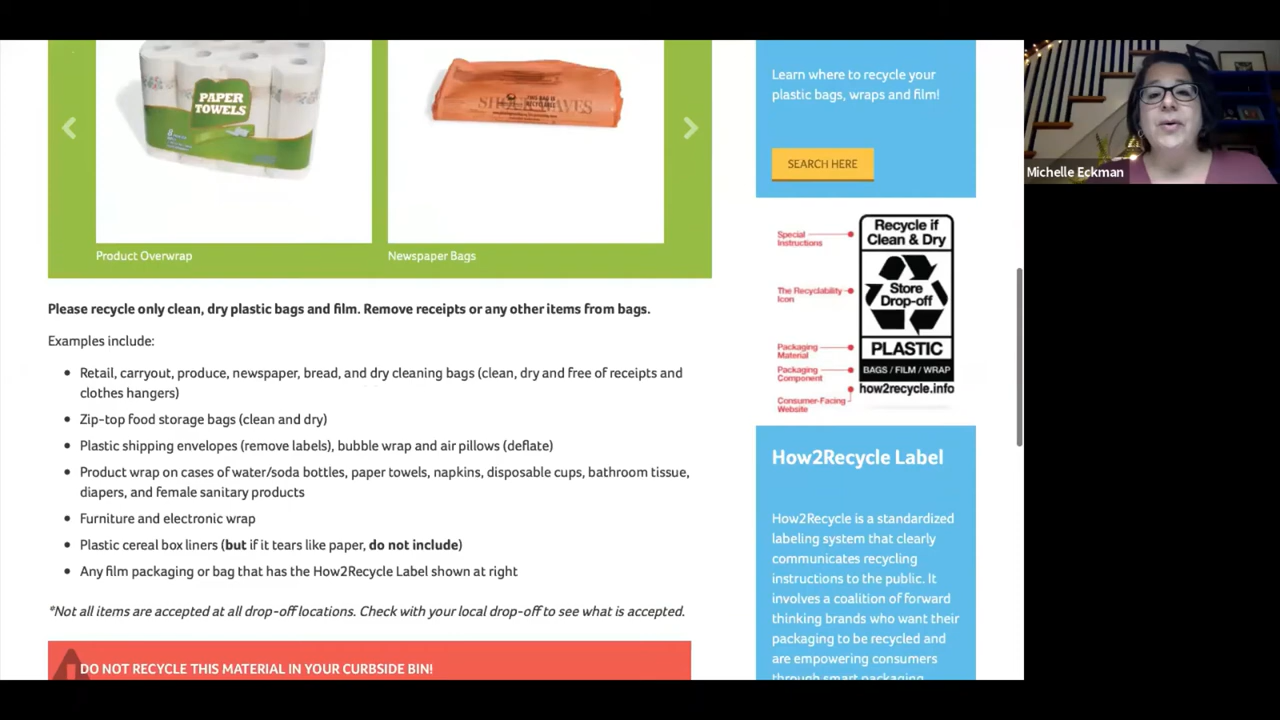 PAPER
TOWELS
Product Overwrap
Newspaper Bags
Please recycle only clean, dry plastic bags and film. Remove receipts or any other items from bags.
Examples include:
• Retail, carryout, produce, newspaper, bread, and dry cleaning bags (clean, dry and free of receipts and
clothes hangers)
• Zip-top food storage bags (clean and dry)
• Plastic shipping envelopes (remove labels), bubble wrap and air pillows (deflate)
• Product wrap on cases of water/soda bottles, paper towels, napkins, disposable cups, bathroom tissue,
diapers, and female sanitary products
• Furniture and electronic wrap
• Plastic cereal box liners (but if it tears like paper, do not include)
• Any film packaging or bag that has the How2Recycle Label shown at right
*Not all items are accepted at all drop-off locations. Check with your local drop-off to see what is accepted.
DO NOT RECYCLE THIS MATERIAL IN YOUR CURBSIDE BIN!
Learn where to recycle your
plastic bags, wraps and film!
SEARCH HERE
Special
Instructions
The Recyclability
Icon
Packaging
Material
Packaging
Component
Consumer-Facing
Website
Recycle if
Clean & Dry
Store
Drop-off
PLASTIC
BAGS / FILM / WRAP
how2recycle.info
How2Recycle Label
How2Recycle is a standardized
labeling system that clearly
communicates recycling
instructions to the public. It
involves a coalition of forward
thinking brands who want their
packaging to be recycled and
are empowering consumers
through smart packaging
Michelle Eckman